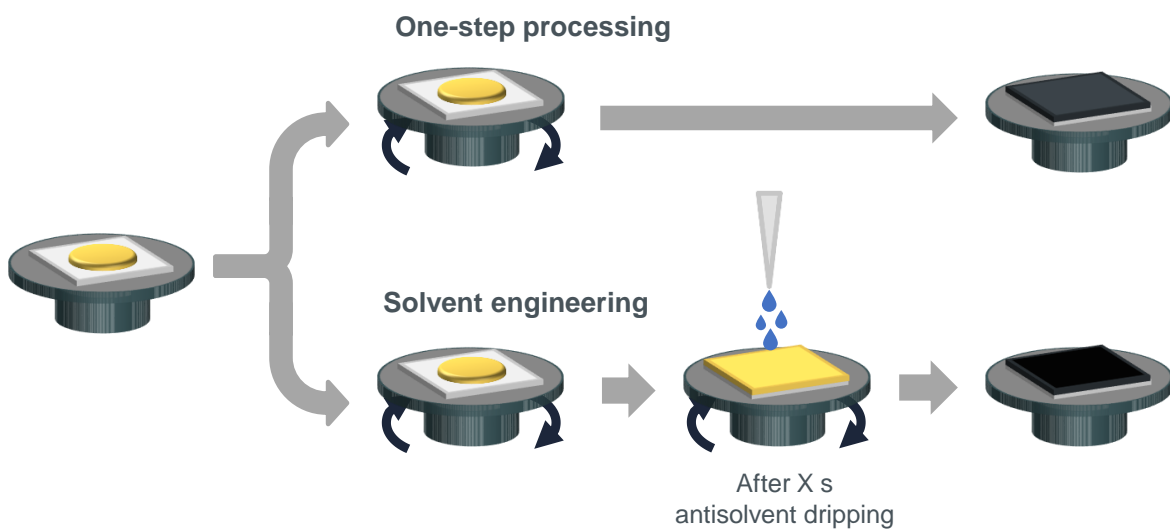 One-step processing
Solvent engineering
After X s
antisolvent dripping